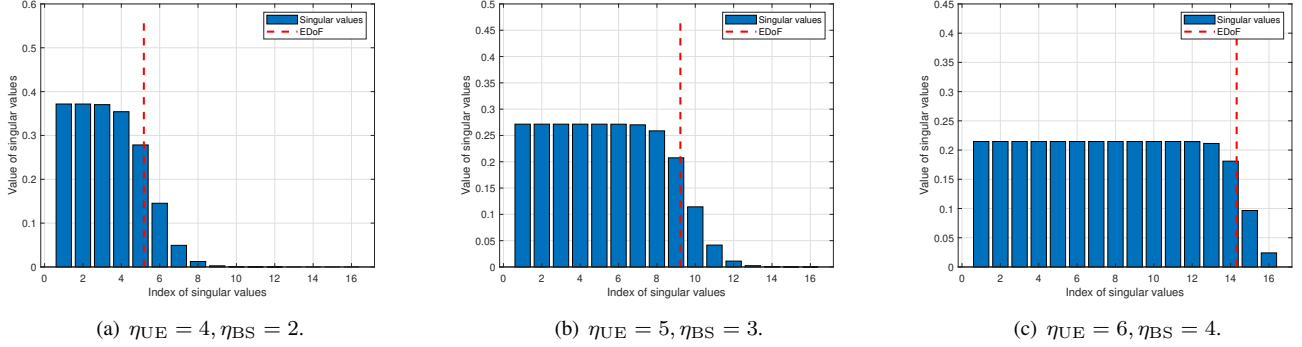 0.6
0.5
0.4
0.3
0.2
0.1
0
Value of singular values
Singular values
EDoF
0 2 4 6 8 10 12 14 16
Index of singular values
(a) ηUE = 4, ηBS = 2.
0.5
0.45
0.4
0.35
0.3
0.25
0.2
0.15
0.1
0.05
0
Value of singular values
Singular values
EDoF
0 2 4 6 8 10 12 14 16
Index of singular values
(b) ηUE = 5, ηBS = 3.
0.45
0.4
0.35
0.3
0.25
0.2
0.15
0.1
0.05
0
Value of singular values
Singular values
EDoF
0 2 4 6 8 10 12 14 16
Index of singular values
(c) ηUE = 6, ηBS = 4.